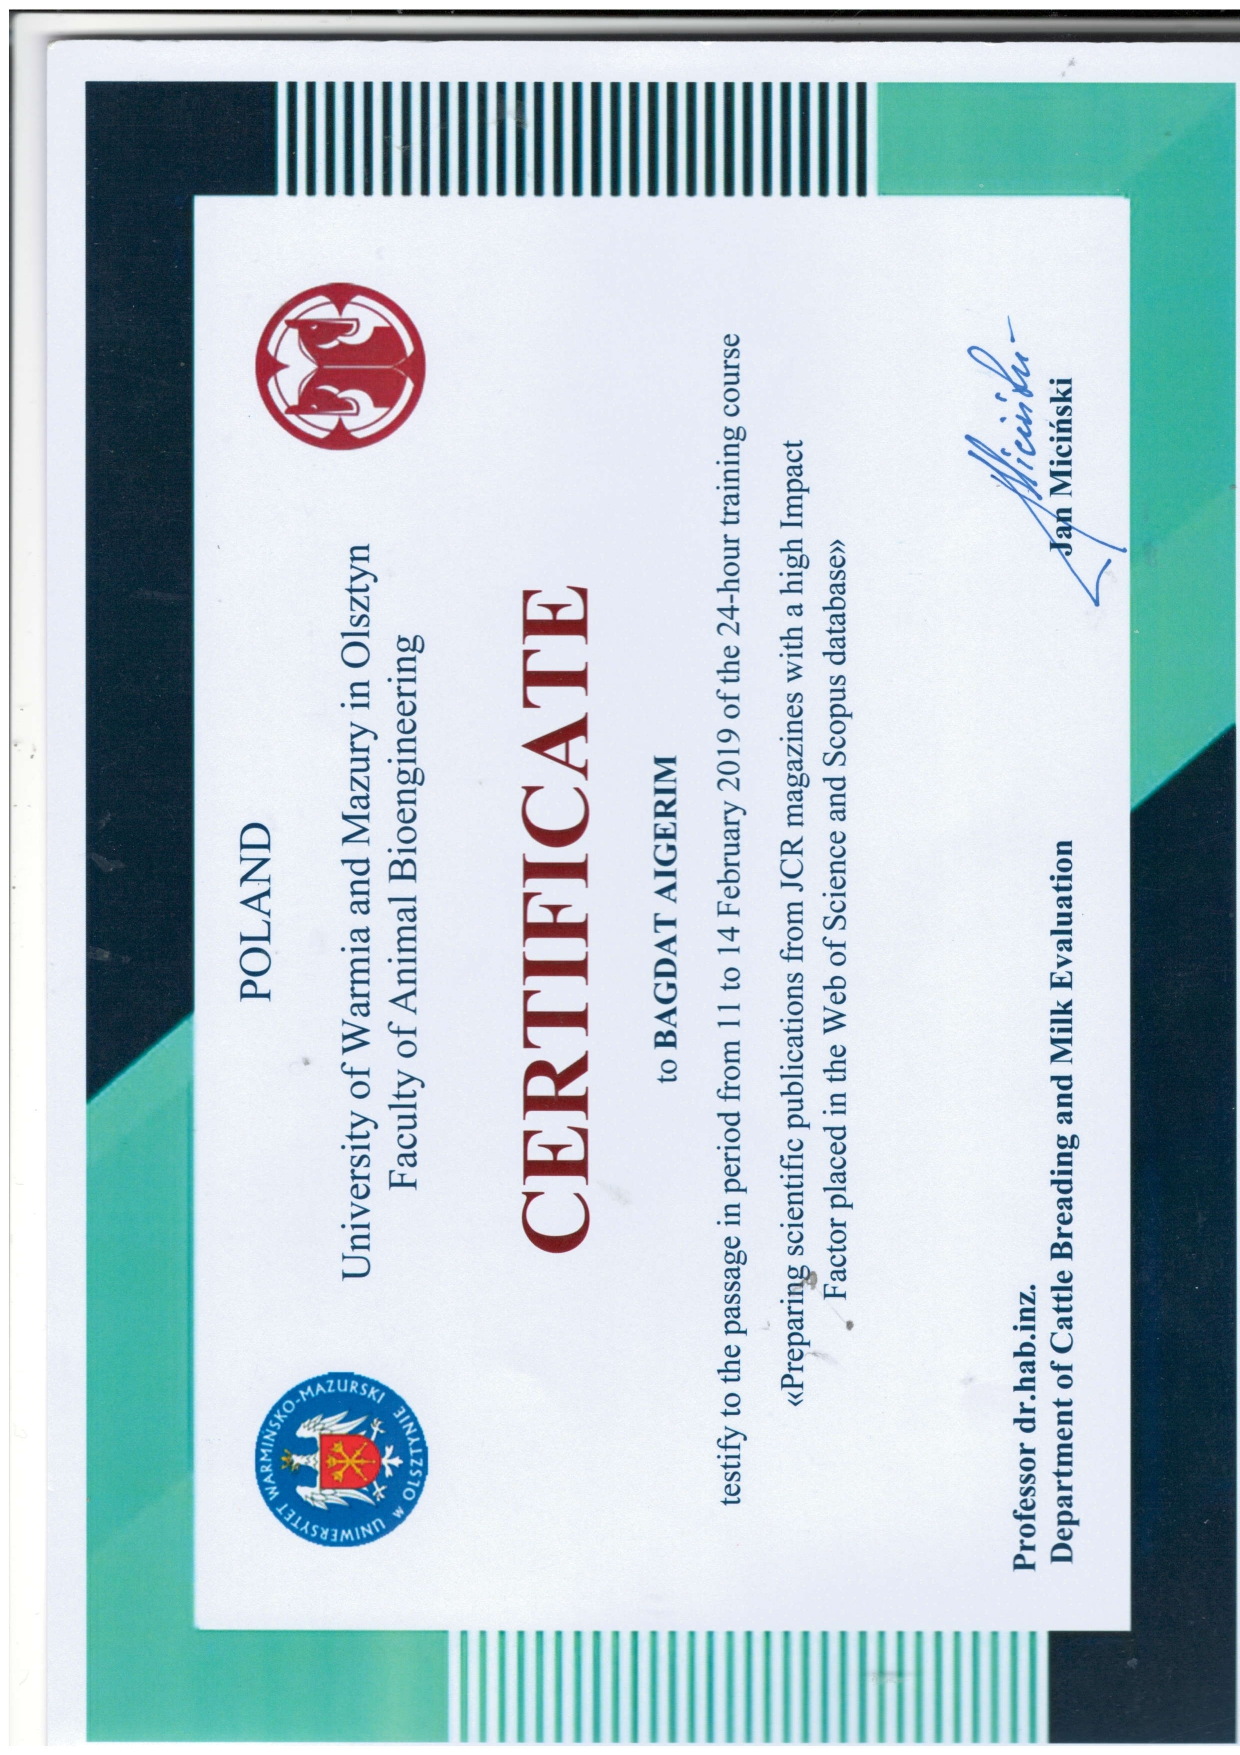 POLAND
University of Warnia and Mazury in Olsztyn
Faculty of Animal Bioengineering
UNIWERSYTET WARMIŃSKO-MAZURSKI W OLSZTYNIE
CERTIFICATE
to BAGDAT AIGERIM
testify to the passage in period from 11 to 14 February 2019 of the 24-hour training course
«Preparing scientific publications from JCR magazines with a high Impact
Factor placed in the Web of Science and Scopus database»
Professor dr.hab.inz.
Department of Cattle Breading and Milk Evaluation
Miciński
Jan Miciński